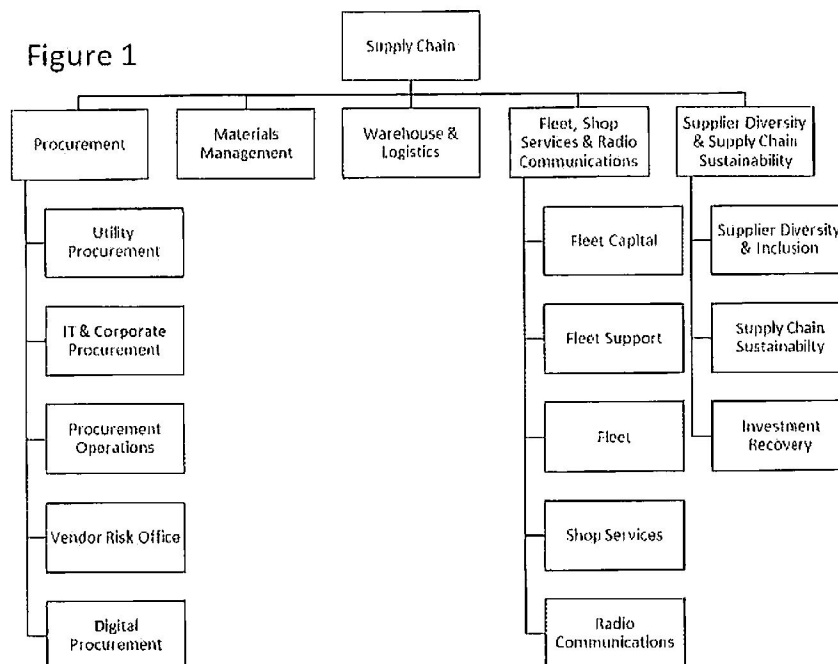 Figure 1
Supply Chain
Procurement
Materials
Management
Warehouse &
Logistics
Fleet, Shop
Services & Radio
Communications
Supplier Diversity
& Supply Chain
Sustainability
Utility
Procurement
IT & Corporate
Procurement
Procurement
Operations
Vendor Risk Office
Digital
Procurement
Fleet Capital
Fleet Support
Fleet
Shop Services
Radio
Communications
Supplier Diversity
& Inclusion
Supply Chain
Sustainabilty
Investment
Recovery